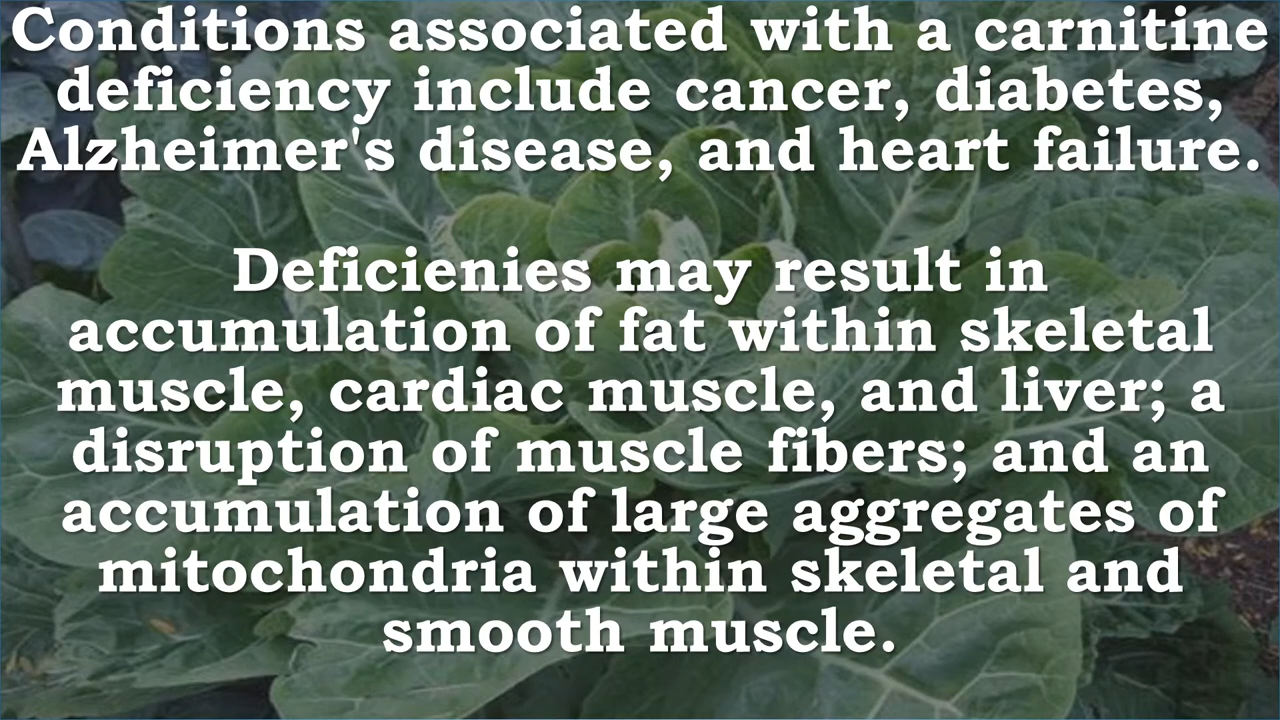 Conditions associated with a carnitine
deficiency include cancer, diabetes,
Alzheimer's disease, and heart failure.
Deficienies may result in
accumulation of fat within skeletal
muscle, cardiac muscle, and liver; a
disruption of muscle fibers; and an
accumulation of large aggregates of
mitochondria within skeletal and
smooth muscle.